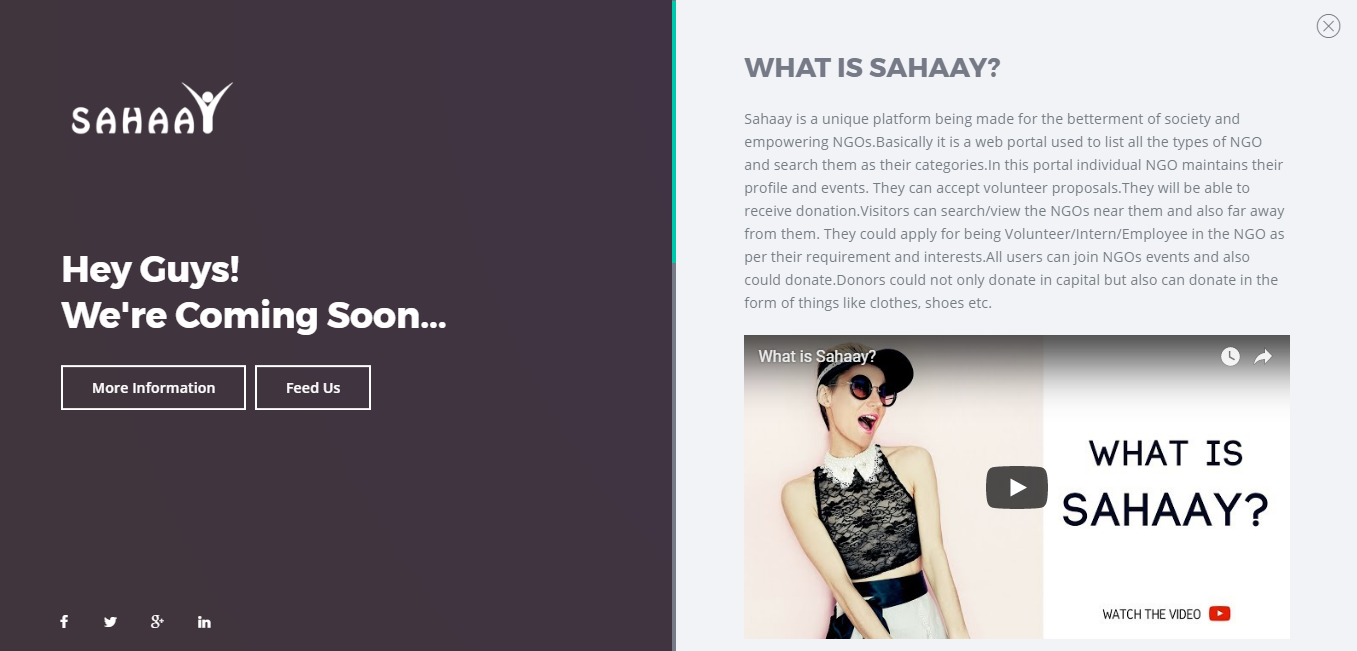 SAHAAY
Hey Guys!
We're Coming Soon...
More Information
Feed Us
WHAT IS SAHAAY?
Sahaay is a unique platform being made for the betterment of society and
empowering NGOs.Basically it is a web portal used to list all the types of NGO
and search them as their categories.In this portal individual NGO maintains their
profile and events. They can accept volunteer proposals.They will be able to
receive donation.Visitors can search/view the NGOs near them and also far away
from them. They could apply for being Volunteer/Intern/Employee in the NGO as
per their requirement and interests.All users can join NGOs events and also
could donate.Donors could not only donate in capital but also can donate in the
form of things like clothes, shoes etc.
What is Sahaay?
WHAT IS
SAHAAY?
WATCH THE VIDEO